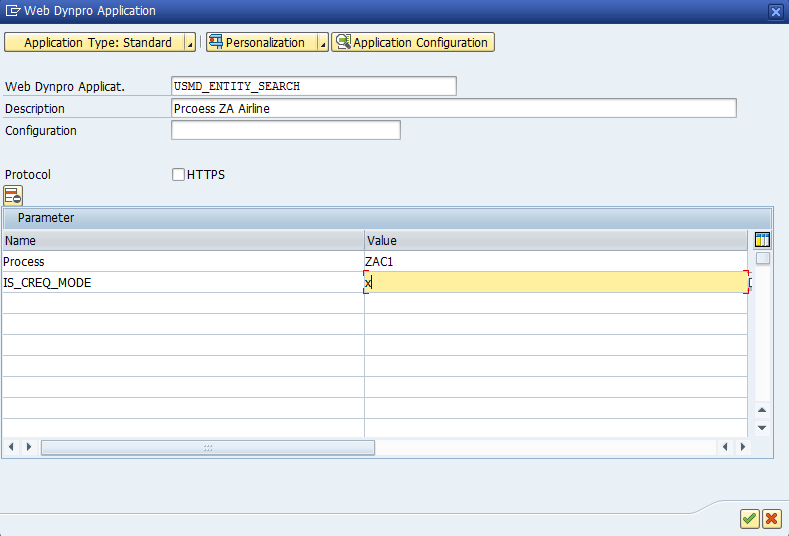 Web Dynpro Application
Application Type: Standard Personalization Application Configuration
Web Dynpro Applicat. USMD_ENTITY_SEARCH
Description Prcoess ZA Airline
Configuration
Protocol HTTPS
Parameter
Name Value
Process ZAC1
IS_CREQ_MODE x